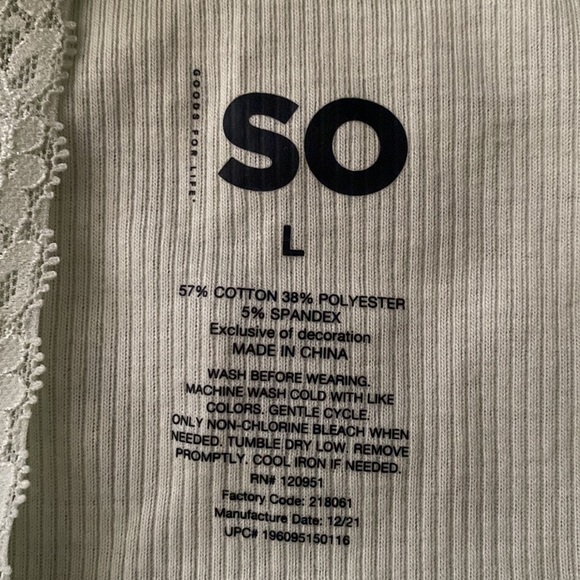 GOODS FOR LIFE.
SO
L
57% COTTON 38% POLYESTER
5% SPANDEX
Exclusive of decoration
MADE IN CHINA
WASH BEFORE WEARING.
MACHINE WASH COLD WITH LIKE
COLORS. GENTLE CYCLE.
ONLY NON-CHLORINE BLEACH WHEN
NEEDED. TUMBLE DRY LOW. REMOVE
PROMPTLY. COOL IRON IF NEEDED.
RN# 120951
Factory Code: 218061
Manufacture Date: 12/21
UPC# 196095150116